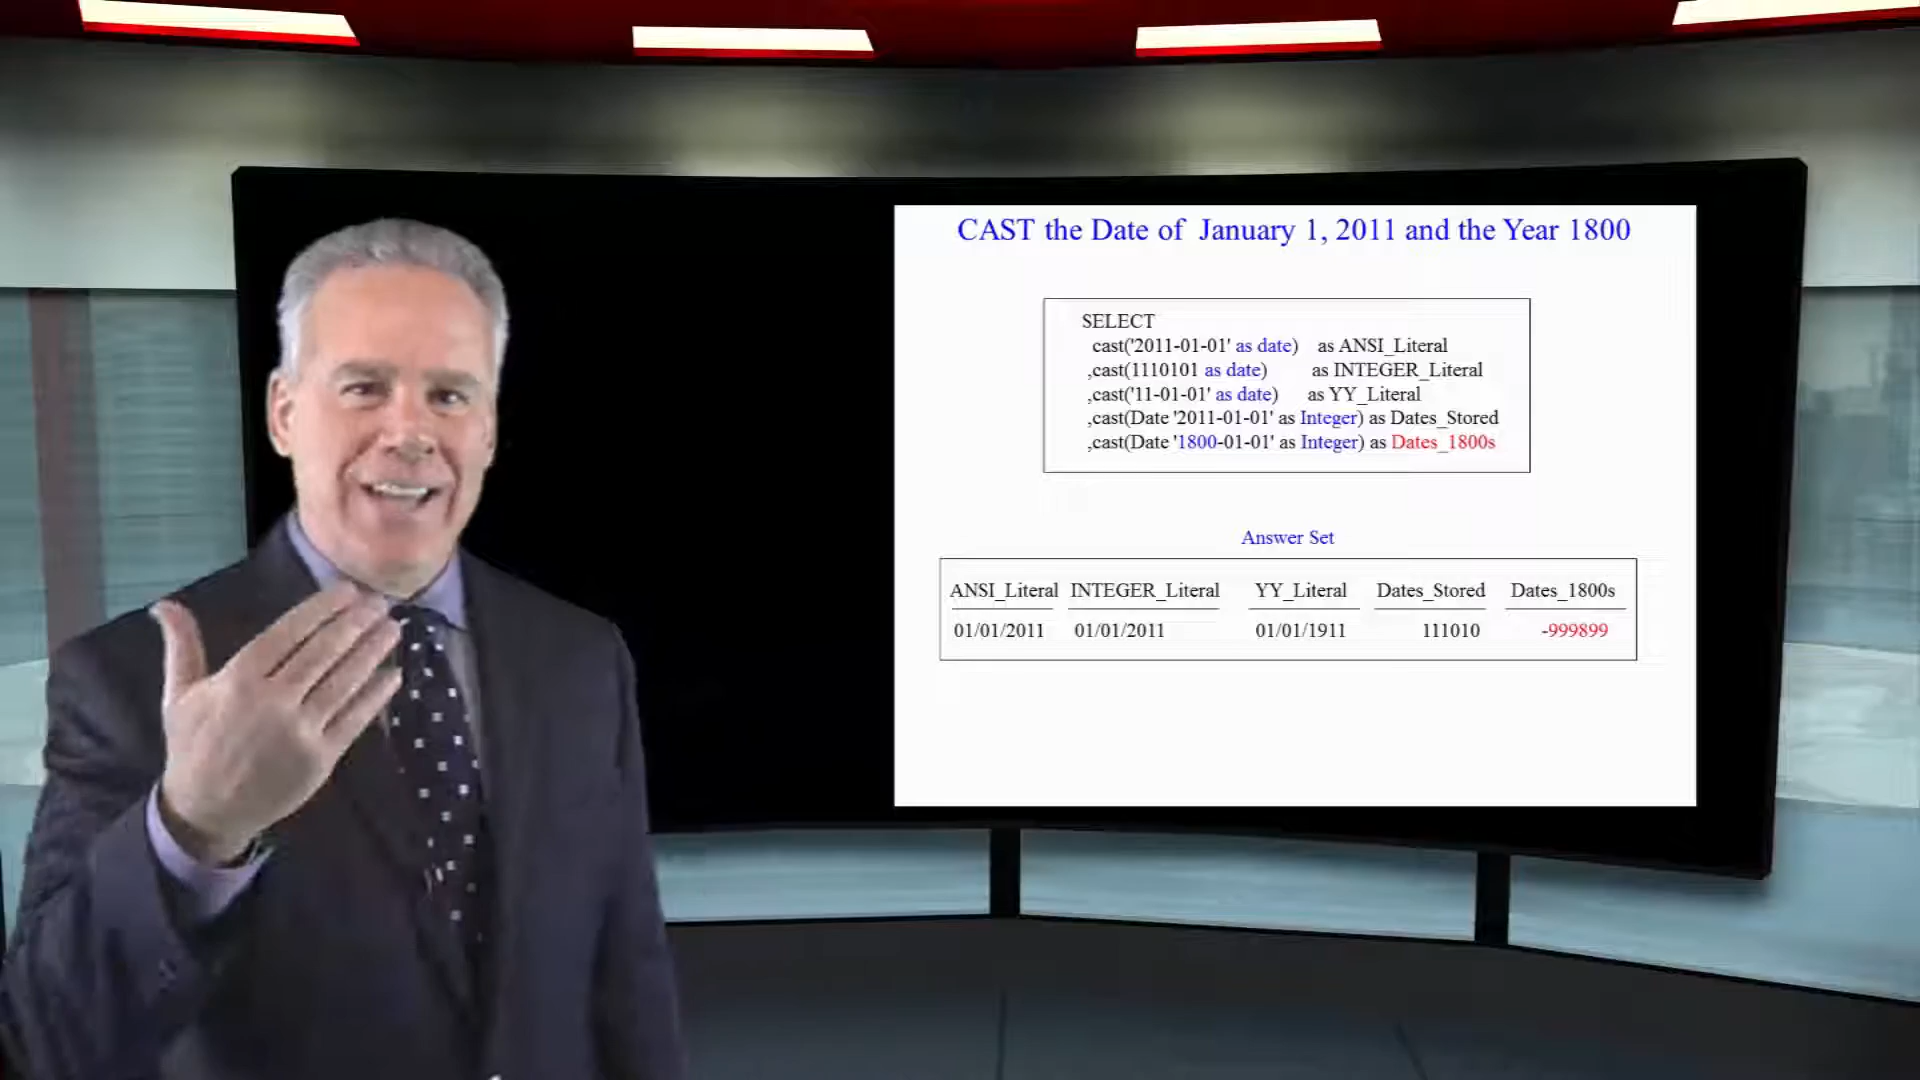 CAST the Date of January 1, 2011 and the Year 1800
SELECT
cast('2011-01-01' as date) as ANSI_Literal
,cast(1110101 as date) as INTEGER_Literal
,cast('11-01-01' as date) as YY_Literal
,cast(Date '2011-01-01' as Integer) as Dates_Stored
,cast(Date '1800-01-01' as Integer) as Dates_1800s
Answer Set
ANSI_Literal INTEGER_Literal YY_Literal Dates_Stored Dates_1800s
01/01/2011 01/01/2011 01/01/1911 111010 -999899